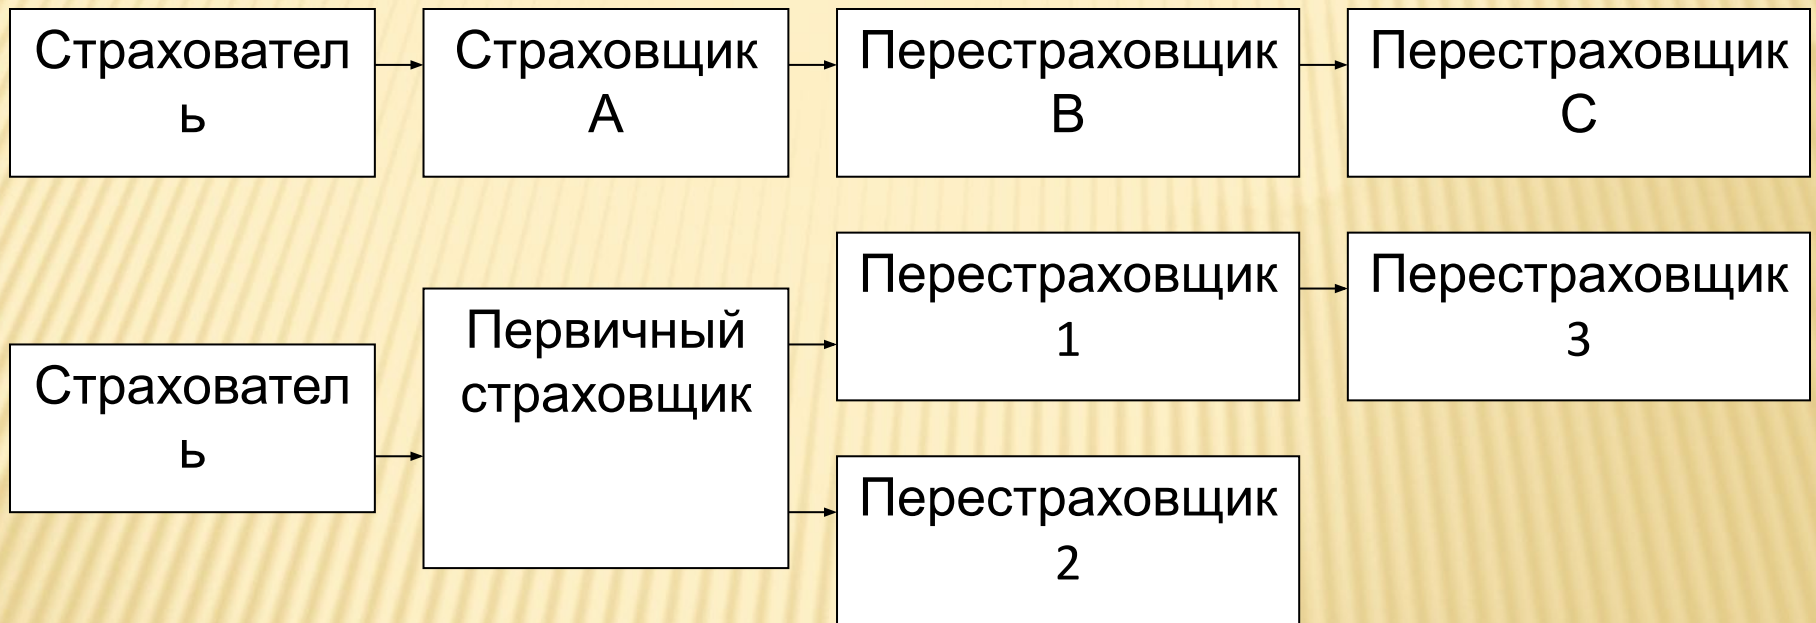 Страховател
ь
Страховщик
А
Перестраховщик
В
Перестраховщик
С
Страховател
ь
Первичный
страховщик
Перестраховщик
1
Перестраховщик
3
Перестраховщик
2